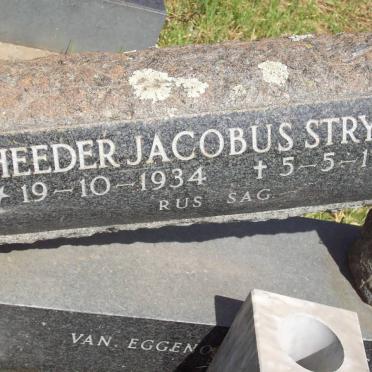 HEEDER JACOBUS STRY
* 19-10-1934 † 5-5-1
RUS SAG
VAN. EGGENO